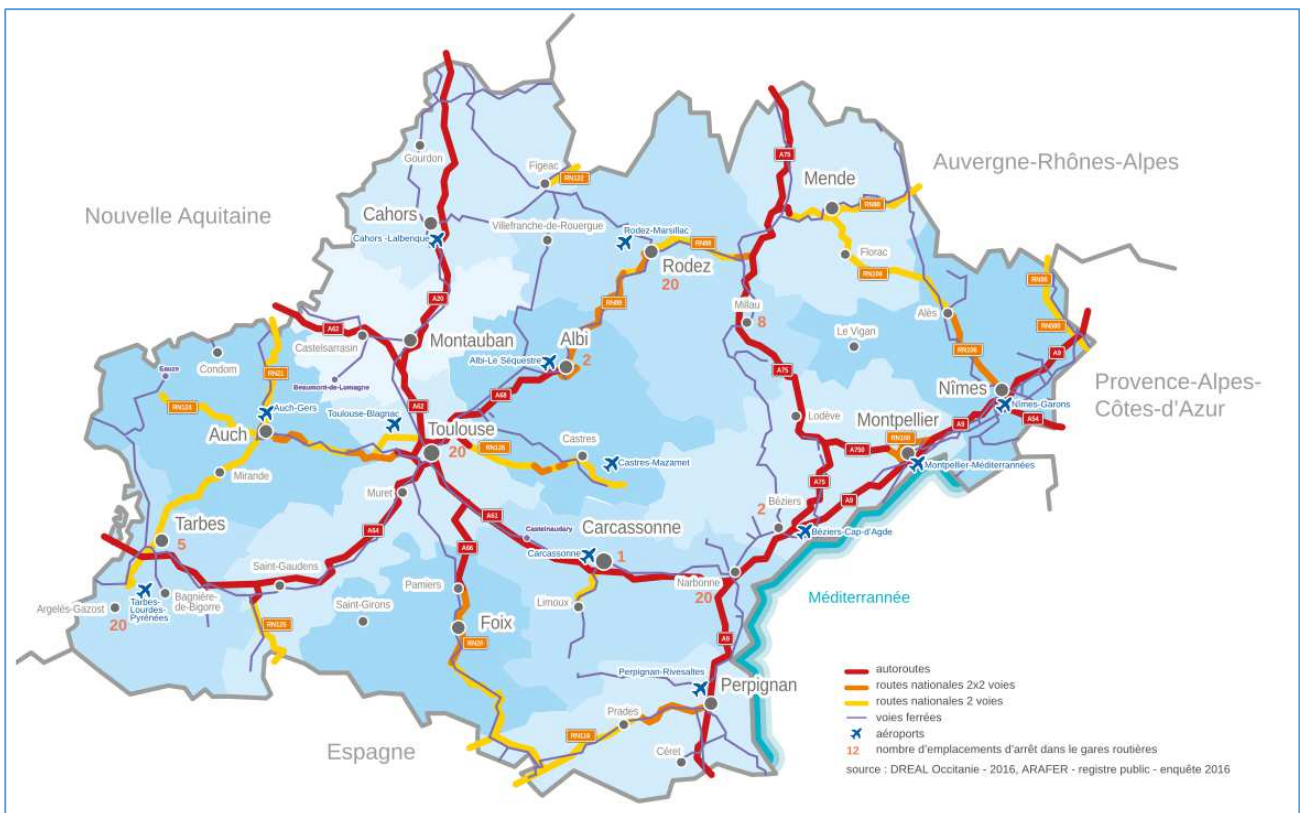 Auvergne-Rhônes-Alpes
Nouvelle Aquitaine
Provence-Alpes-
Côtes-d'Azur
Espagne
Méditerrannée
Gourdon
Figeac
RN122
A75
Mende
RN88
Cahors
Cahors -Lalbenque
Villefranche-de-Rouergue
Rodez-Marsillac
RN88
Rodez
20
Florac
RN106
A20
RN88
Millau
8
Le Vigan
Alès
RN86
RN580
A62
Castelsarrasin
Montauban
Albi
2
Albi-Le Séquestre
RN106
A9
Condom
Eauze
RN21
Beaumont-de-Lomagne
A62
A68
A75
Nîmes
Nîmes-Garons
RN124
Auch-Gers
Toulouse-Blagnac
Lodève
Montpellier
A9
A54
Auch
Toulouse
20
RN126
Castres
Castres-Mazamet
A750
RN109
Montpellier-Méditerrannées
Mirande
Muret
A75
A9
Béziers
2
Béziers-Cap-d'Agde
Tarbes
5
A64
A61
A66
Castelnaudary
Carcassonne
Carcassonne
1
Saint-Gaudens
Pamiers
Narbonne
20
Argelès-Gazost
20
Tarbes-
Lourdes-
Pyrénées
Bagnière-
de-Bigorre
Saint-Girons
Limoux
RN125
Foix
RN20
A9
Perpignan-Rivesaltes
Perpignan
Prades
RN116
Céret
autoroutes
routes nationales 2x2 voies
routes nationales 2 voies
voies ferrées
aéroports
12 nombre d'emplacements d'arrêt dans le gares routières
source : DREAL Occitanie - 2016, ARAFER - registre public - enquête 2016